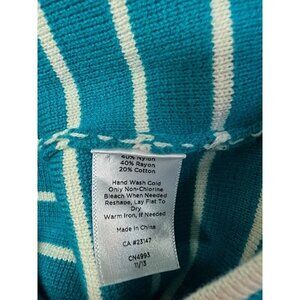 40% Nylon
40% Rayon
20% Cotton
Hand Wash Cold
Only Non-Chlorine
Bleach When Needed
Reshape, Lay Flat To
Dry
Warm Iron, If Needed
Made In China
CA #23147
CN4993
11/13